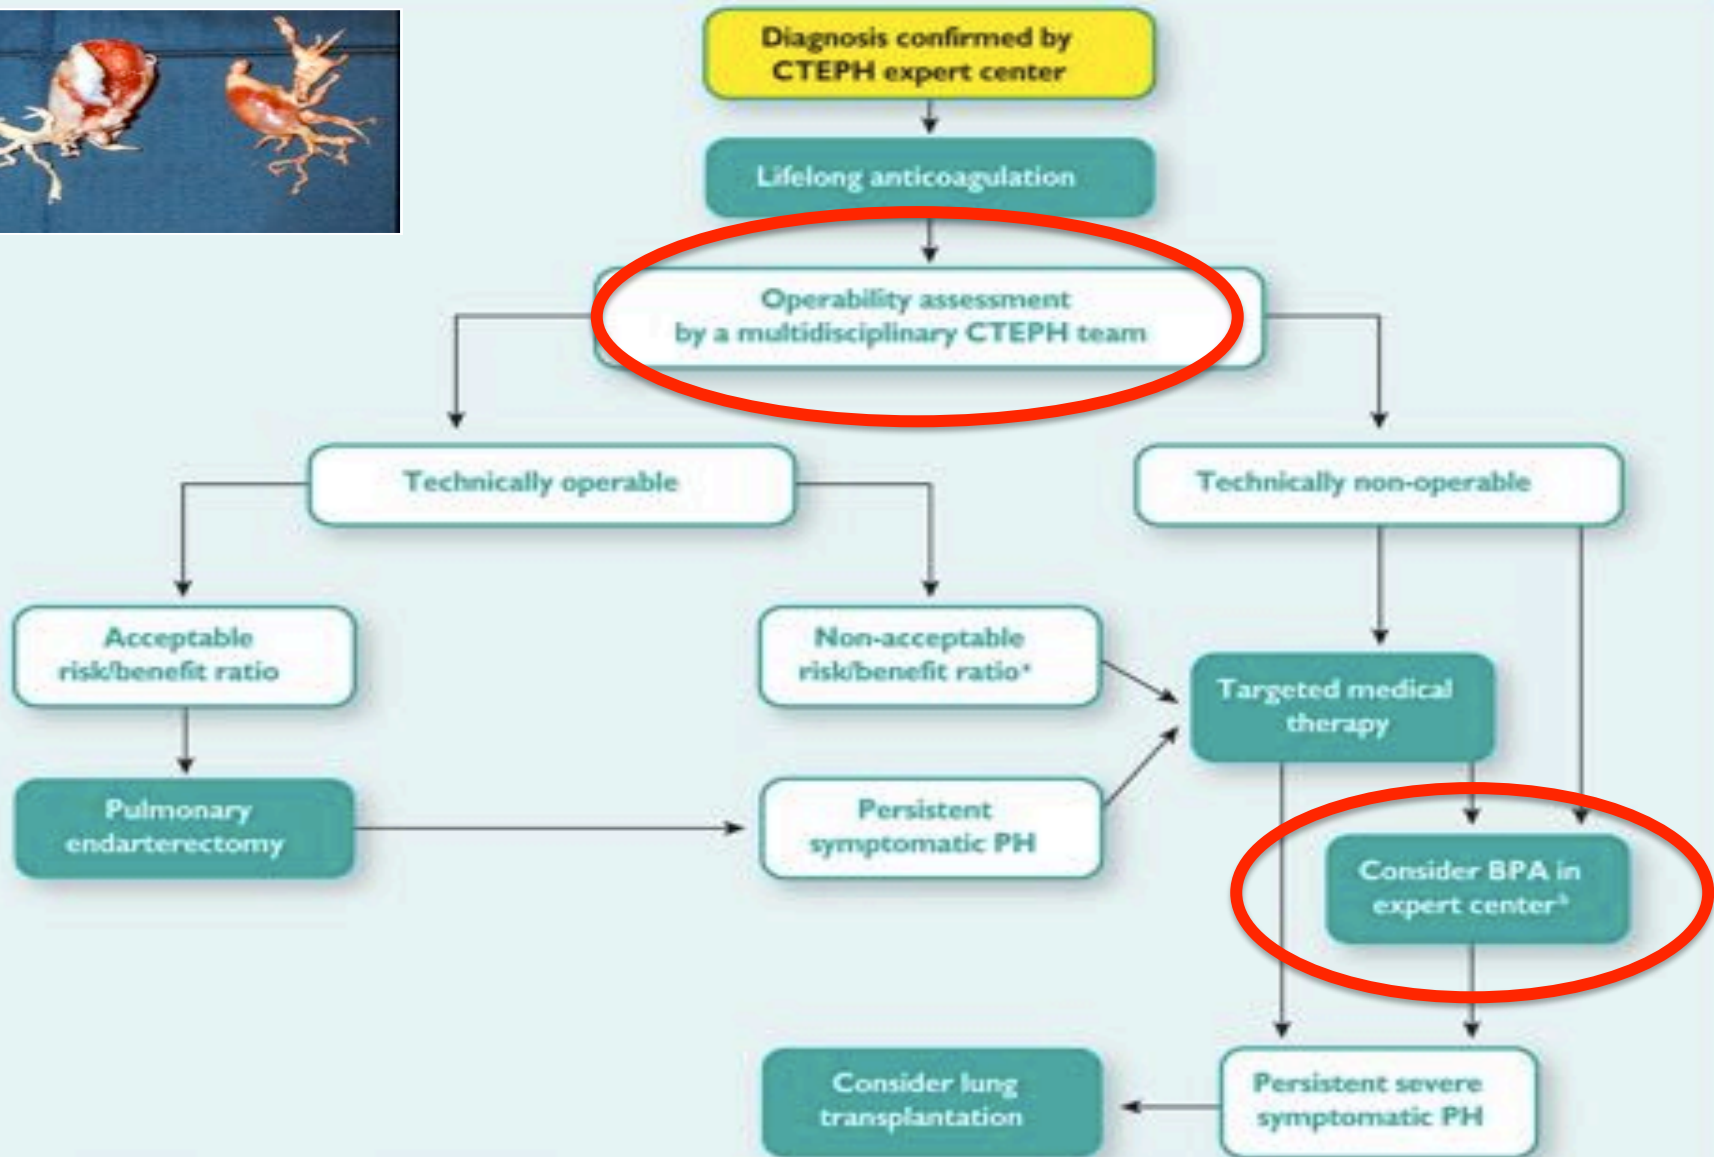 Diagnosis confirmed by
CTEPH expert center
Lifelong anticoagulation
Operability assessment
by a multidisciplinary CTEPH team
Technically operable
Technically non-operable
Acceptable
risk/benefit ratio
Non-acceptable
risk/benefit ratioᵃ
Targeted medical
therapy
Pulmonary
endarterectomy
Persistent
symptomatic PH
Consider BPA in
expert centerᵇ
Consider lung
transplantation
Persistent severe
symptomatic PH